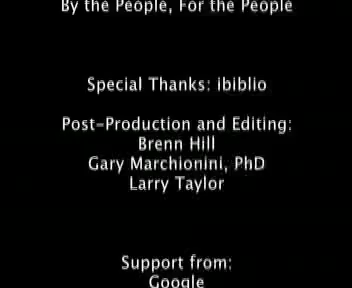 By the People, For the People
Special Thanks: ibiblio
Post-Production and Editing:
Brenn Hill
Gary Marchionini, PhD
Larry Taylor
Support from:
Google